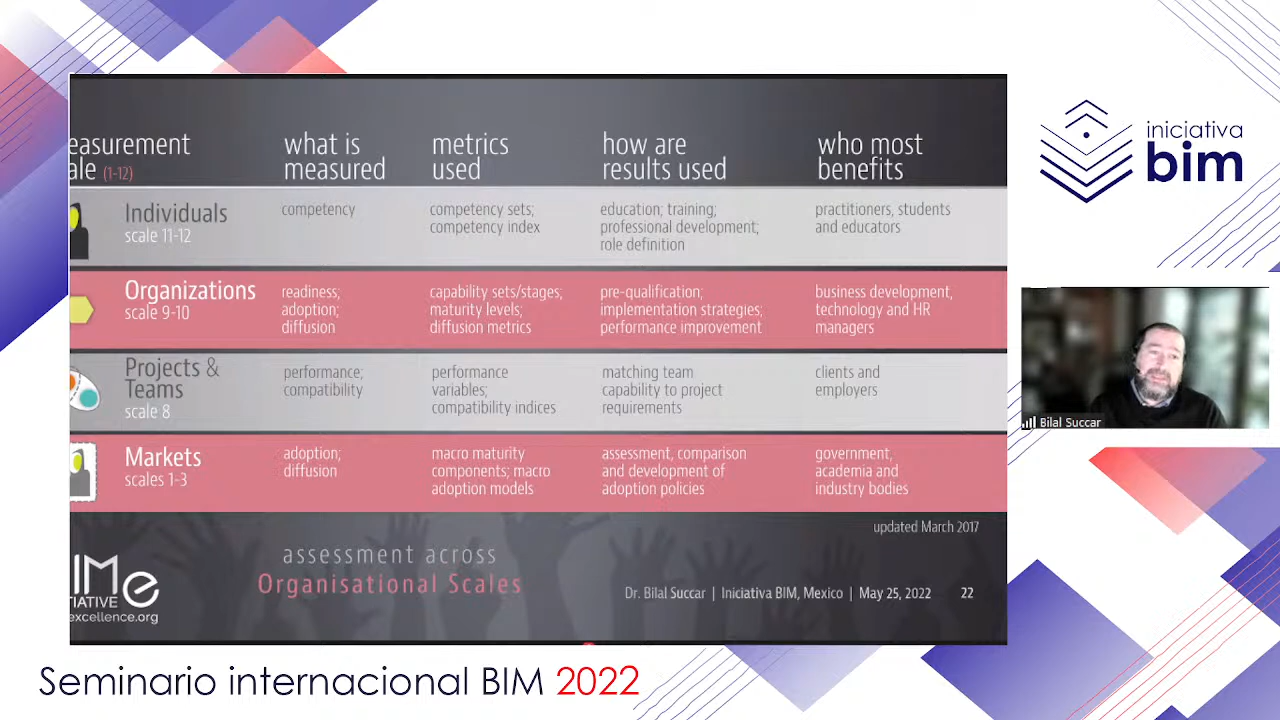 easurement
ale (1-12)
what is
measured
metrics
used
how are
results used
who most
benefits
Individuals
scale 11-12
competency
competency sets;
competency index
education; training;
professional development;
role definition
practitioners, students
and educators
Organizations
scale 9-10
readiness;
adoption;
diffusion
capability sets/stages;
maturity levels;
diffusion metrics
pre-qualification;
implementation strategies;
performance improvement
business development,
technology and HR
managers
Projects &
Teams
scale 8
performance;
compatibility
performance
variables;
compatibility indices
matching team
capability to project
requirements
clients and
employers
Markets
scales 1-3
adoption;
diffusion
macro maturity
components; macro
adoption models
assessment, comparison
and development of
adoption policies
government,
academia and
industry bodies
updated March 2017
assessment across
Organisational Scales
IMe
TIATIVE
excellence.org
Dr. Bilal Succar | Iniciativa BIM, Mexico | May 25, 2022 22
iniciativa
bim
Bilal Succar
Seminario internacional BIM 2022